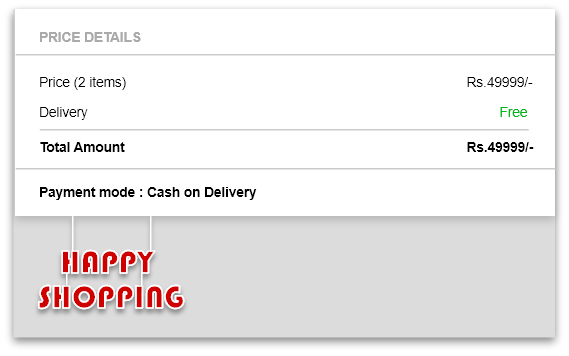 PRICE DETAILS
Price (2 items) Rs.49999/-
Delivery Free
Total Amount Rs.49999/-
Payment mode : Cash on Delivery
HAPPY
SHOPPING